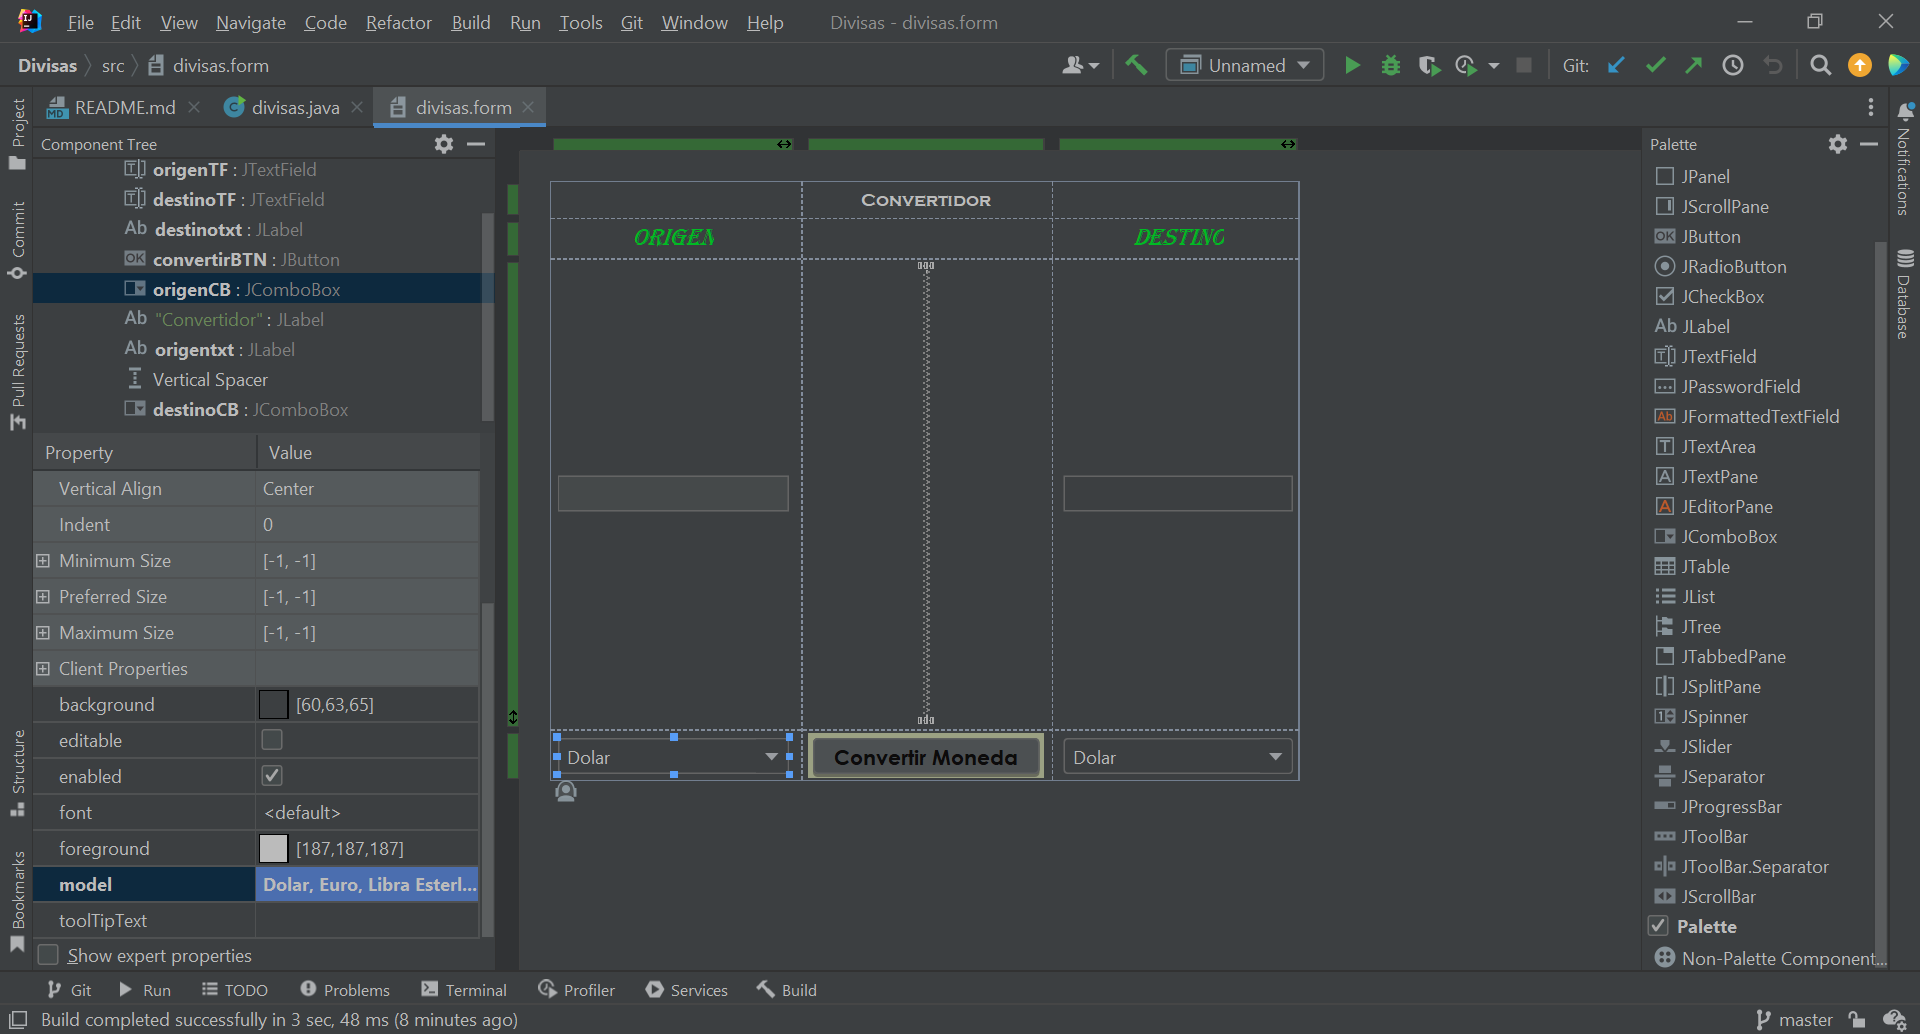 File Edit View Navigate Code Refactor Build Run Tools Git Window Help Divisas - divisas.form
Divisas src divisas.form Unnamed Git:
README.md divisas.java divisas.form
Project
Commit
Pull Requests
Structure
Bookmarks
Component Tree
origenTF : JTextField
destinoTF : JTextField
Ab destinotxt : JLabel
OK convertirBTN : JButton
origenCB : JComboBox
Ab "Convertidor" : JLabel
Ab origentxt : JLabel
Vertical Spacer
destinoCB : JComboBox
Property Value
Vertical Align Center
Indent 0
Minimum Size [-1, -1]
Preferred Size [-1, -1]
Maximum Size [-1, -1]
Client Properties
background [60,63,65]
editable
enabled
font <default>
foreground [187,187,187]
model Dolar, Euro, Libra Esterl...
toolTipText
Show expert properties
Convertidor
ORIGEN DESTINO
Dolar Convertir Moneda Dolar
Palette
JPanel
JScrollPane
OK JButton
JRadioButton
JCheckBox
Ab JLabel
JTextField
JPasswordField
Ab JFormattedTextField
T JTextArea
A JTextPane
A JEditorPane
JComboBox
JTable
JList
JTree
JTabbedPane
JSplitPane
JSpinner
JSlider
JSeparator
JProgressBar
JToolBar
JToolBar.Separator
JScrollBar
Palette
Non-Palette Component...
Notifications
Database
Git Run TODO Problems Terminal Profiler Services Build
Build completed successfully in 3 sec, 48 ms (8 minutes ago) master